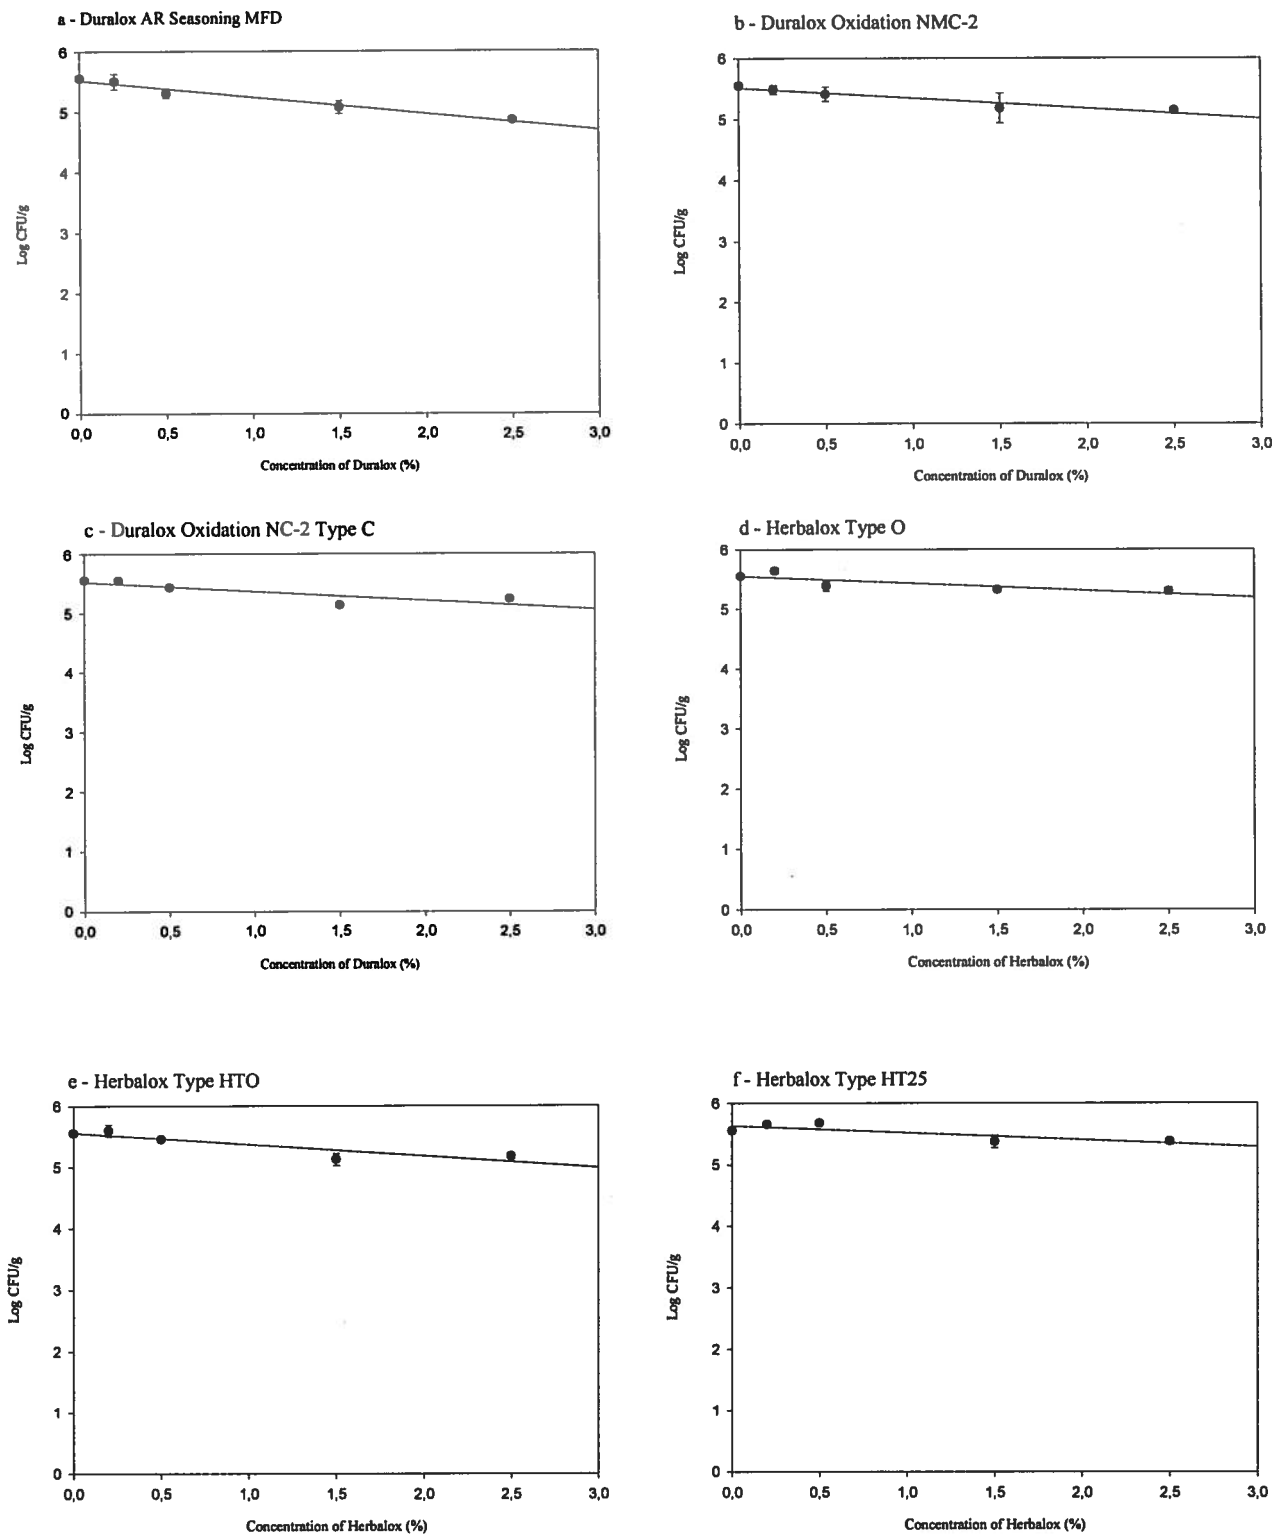 a - Duralox AR Seasoning MFD
6
5
4
3
2
1
0
Log CFU/g
0,0 0,5 1,0 1,5 2,0 2,5 3,0
Concentration of Duralox (%)
b - Duralox Oxidation NMC-2
6
5
4
3
2
1
0
Log CFU/g
0,0 0,5 1,0 1,5 2,0 2,5 3,0
Concentration of Duralox (%)
c - Duralox Oxidation NC-2 Type C
6
5
4
3
2
1
0
Log CFU/g
0,0 0,5 1,0 1,5 2,0 2,5 3,0
Concentration of Duralox (%)
d - Herbalox Type O
6
5
4
3
2
1
0
Log CFU/g
0,0 0,5 1,0 1,5 2,0 2,5 3,0
Concentration of Herbalox (%)
e - Herbalox Type HTO
6
5
4
3
2
1
0
Log CFU/g
0,0 0,5 1,0 1,5 2,0 2,5 3,0
Concentration of Herbalox (%)
f - Herbalox Type HT25
6
5
4
3
2
1
0
Log CFU/g
0,0 0,5 1,0 1,5 2,0 2,5 3,0
Concentration of Herbalox (%)